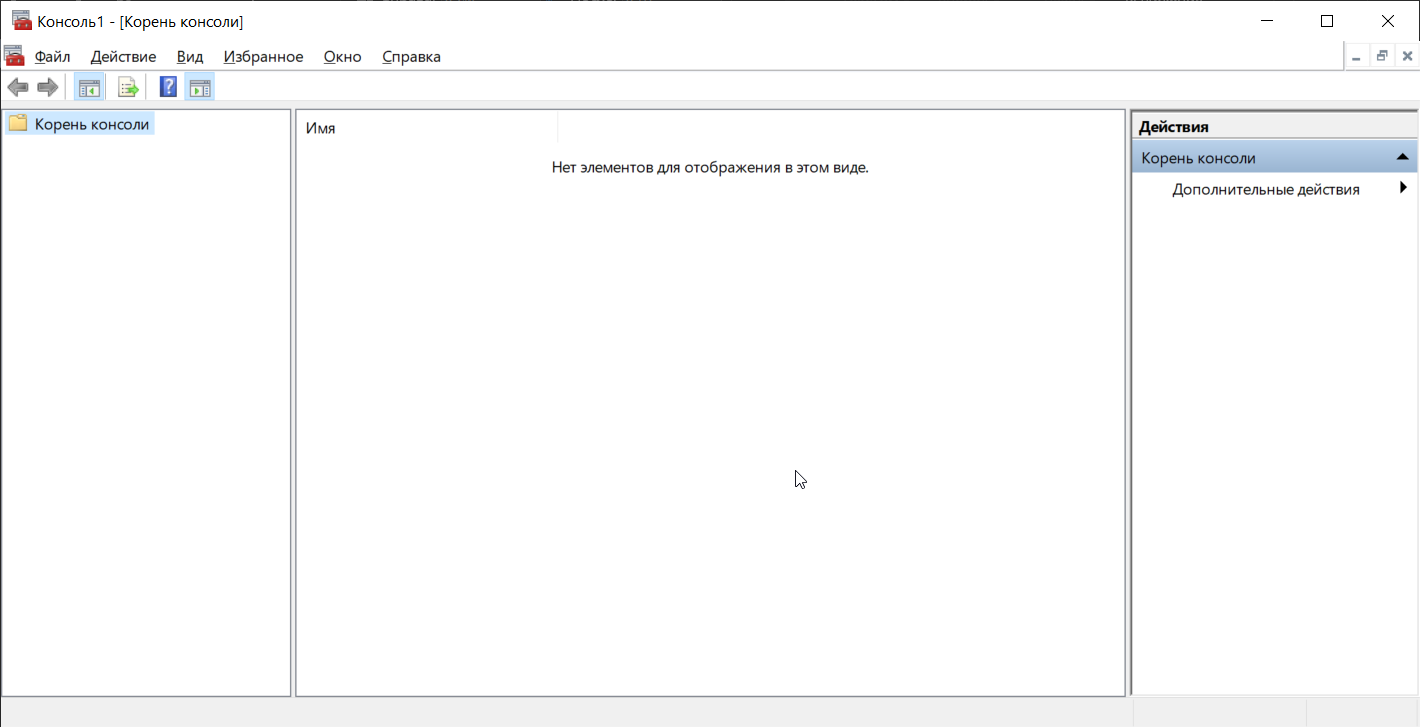 Консоль1 - [Корень консоли]
Файл Действие Вид Избранное Окно Справка
Корень консоли
Имя
Нет элементов для отображения в этом виде.
Действия
Корень консоли
Дополнительные действия